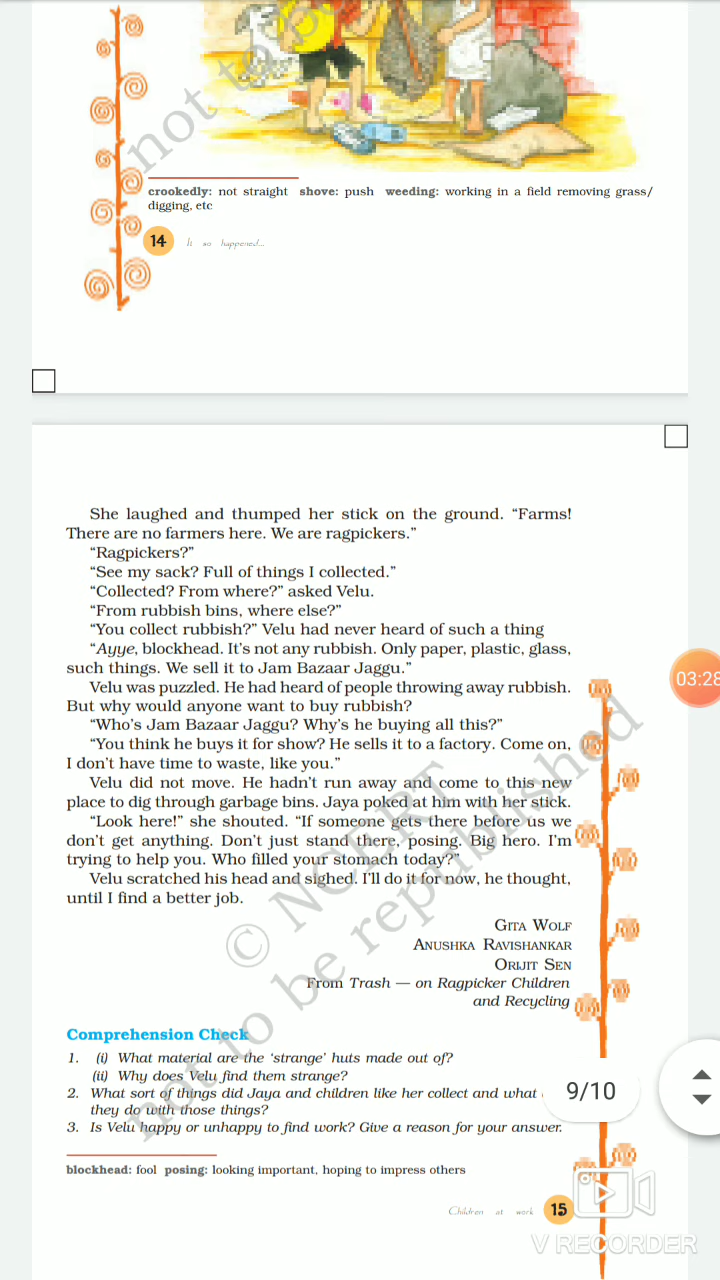 not to be
crookedly: not straight shove: push weeding: working in a field removing grass/
digging, etc
14 It so happened...
She laughed and thumped her stick on the ground. “Farms!
There are no farmers here. We are ragpickers.”
“Ragpickers?”
“See my sack? Full of things I collected.”
“Collected? From where?” asked Velu.
“From rubbish bins, where else?”
“You collect rubbish?” Velu had never heard of such a thing
“Ayye, blockhead. It’s not any rubbish. Only paper, plastic, glass,
such things. We sell it to Jam Bazaar Jaggu.”
Velu was puzzled. He had heard of people throwing away rubbish.
But why would anyone want to buy rubbish?
“Who’s Jam Bazaar Jaggu? Why’s he buying all this?”
“You think he buys it for show? He sells it to a factory. Come on,
I don’t have time to waste, like you.”
Velu did not move. He hadn’t run away and come to this new
place to dig through garbage bins. Jaya poked at him with her stick.
“Look here!” she shouted. “If someone gets there before us we
don’t get anything. Don’t just stand there, posing. Big hero. I’m
trying to help you. Who filled your stomach today?”
Velu scratched his head and sighed. I’ll do it for now, he thought,
until I find a better job.
GITA WOLF
ANUSHKA RAVISHANKAR
ORIJIT SEN
From Trash — on Ragpicker Children
and Recycling
Comprehension Check
1. (i) What material are the ‘strange’ huts made out of?
(ii) Why does Velu find them strange?
2. What sort of things did Jaya and children like her collect and what
they do with those things?
3. Is Velu happy or unhappy to find work? Give a reason for your answer.
blockhead: fool posing: looking important, hoping to impress others
Children at work 15
© NCERT
not to be republished
03:28
9/10
V RECORDER